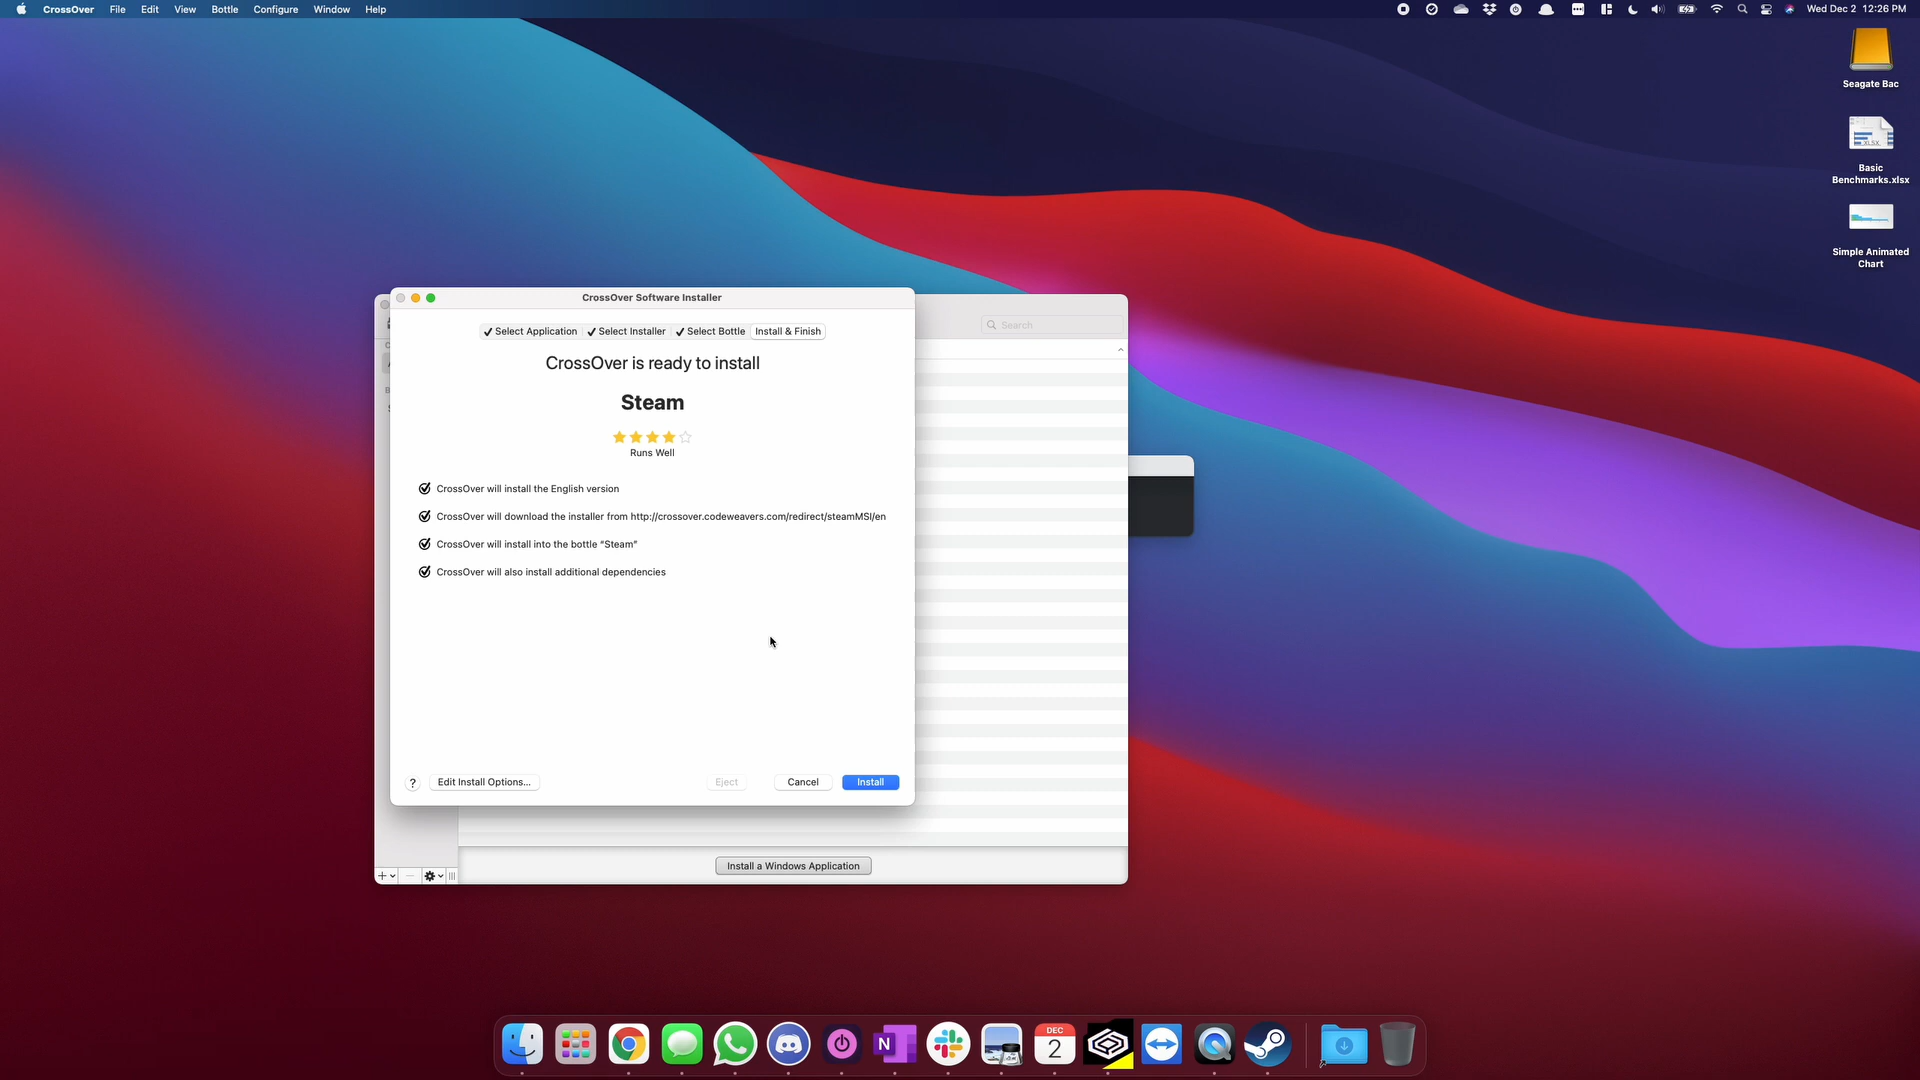 CrossOver File Edit View Bottle Configure Window Help
Wed Dec 2 12:26 PM
Seagate Bac
XLSX
Basic
Benchmarks.xlsx
Simple Animated
Chart
CrossOver Software Installer
✓ Select Application ✓ Select Installer ✓ Select Bottle Install & Finish
Search
CrossOver is ready to install
Steam
Runs Well
CrossOver will install the English version
CrossOver will download the installer from http://crossover.codeweavers.com/redirect/steamMSI/en
CrossOver will install into the bottle “Steam”
CrossOver will also install additional dependencies
? Edit Install Options... Eject Cancel Install
Install a Windows Application
DEC
2
N